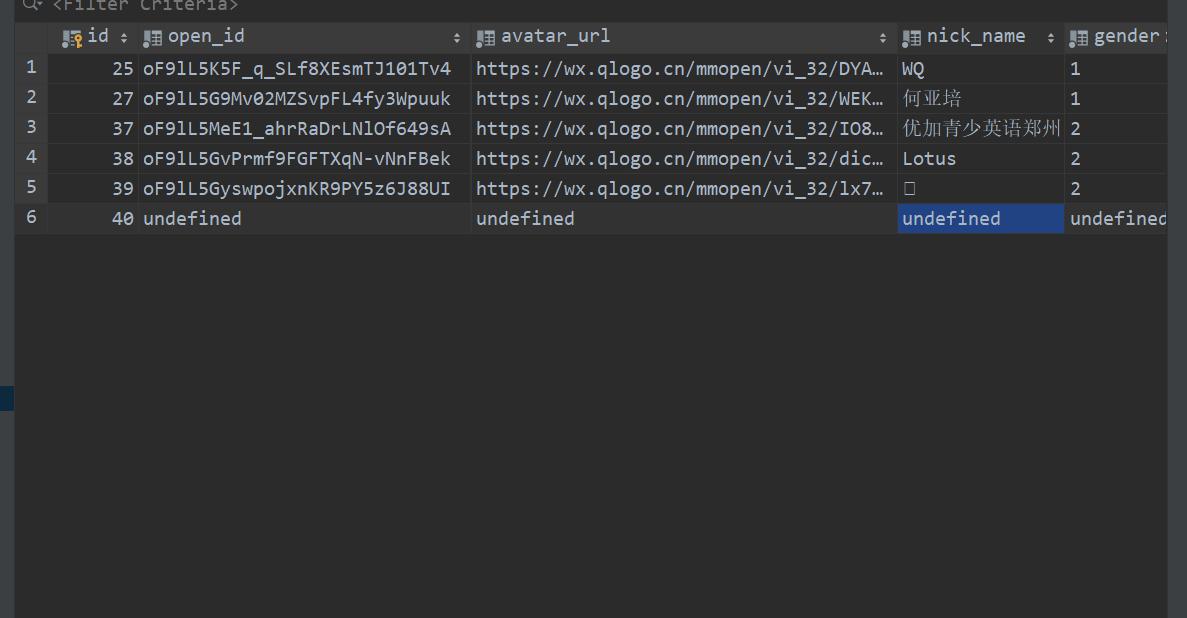 <Filter Criteria>
id open_id avatar_url nick_name gender
1 25 oF9lL5K5F_q_SLf8XEsmTJ101Tv4 https://wx.qlogo.cn/mmopen/vi_32/DYA… WQ 1
2 27 oF9lL5G9Mv02MZSvpFL4fy3Wpuuk https://wx.qlogo.cn/mmopen/vi_32/WEK… 何亚培 1
3 37 oF9lL5MeE1_ahrRaDrLNlOf649sA https://wx.qlogo.cn/mmopen/vi_32/IO8… 优加青少英语郑州 2
4 38 oF9lL5GvPrmf9FGFTXqN-vNnFBek https://wx.qlogo.cn/mmopen/vi_32/dic… Lotus 2
5 39 oF9lL5GyswpojxnKR9PY5z6J88UI https://wx.qlogo.cn/mmopen/vi_32/lx7… 2
6 40 undefined undefined undefined undefined